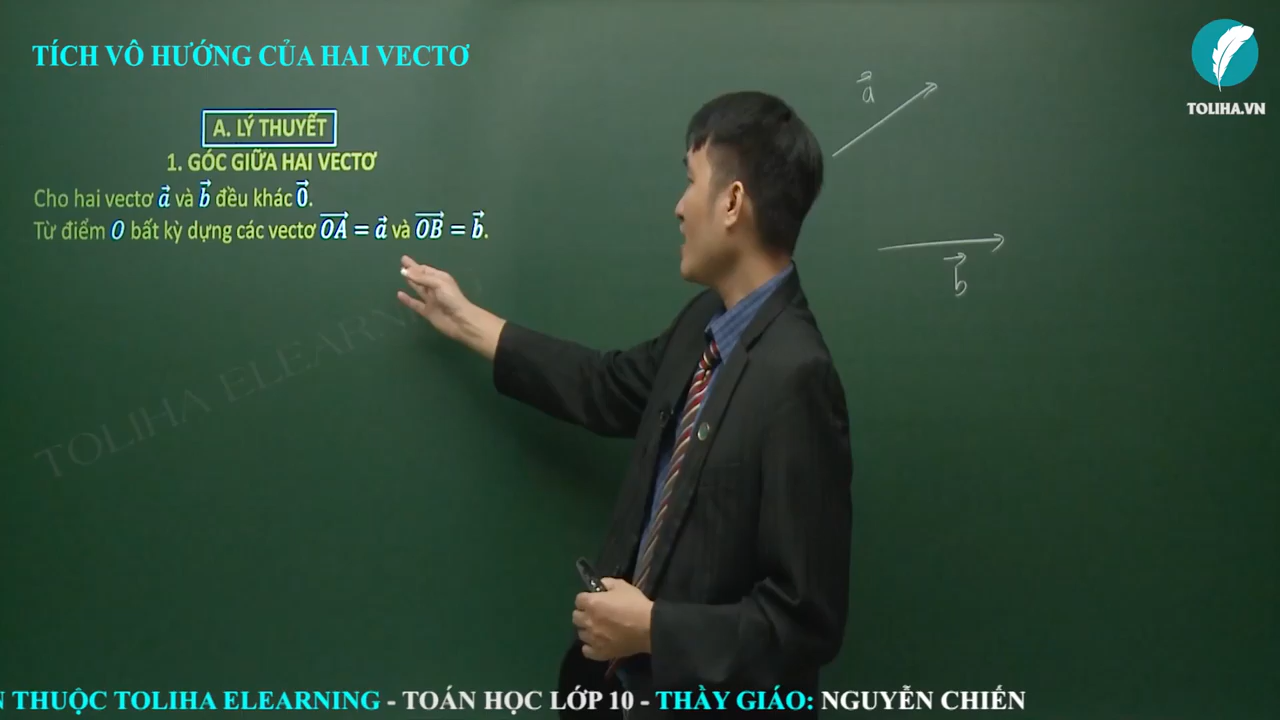 TÍCH VÔ HƯỚNG CỦA HAI VECTƠ
TOLIHA.VN
A. LÝ THUYẾT
1. GÓC GIỮA HAI VECTƠ
Cho hai vectơ a⃗ và b⃗ đều khác 0⃗.
Từ điểm O bất kỳ dựng các vectơ O͞A⃗ = a⃗ và O͞B⃗ = b⃗.
a⃗
b⃗
TOLIHA ELEARNING
THUỘC TOLIHA ELEARNING - TOÁN HỌC LỚP 10 - THẦY GIÁO: NGUYỄN CHIẾN